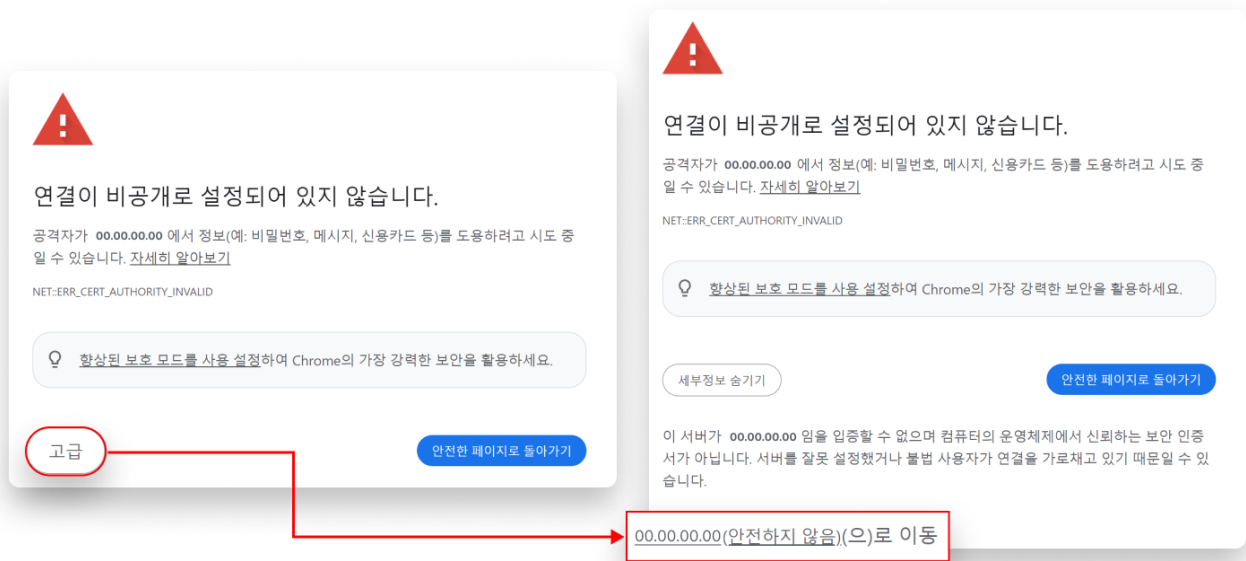 연결이 비공개로 설정되어 있지 않습니다.
공격자가 00.00.00.00 에서 정보(예: 비밀번호, 메시지, 신용카드 등)를 도용하려고 시도 중
일 수 있습니다. 자세히 알아보기
NET::ERR_CERT_AUTHORITY_INVALID
향상된 보호 모드를 사용 설정하여 Chrome의 가장 강력한 보안을 활용하세요.
고급
안전한 페이지로 돌아가기
연결이 비공개로 설정되어 있지 않습니다.
공격자가 00.00.00.00 에서 정보(예: 비밀번호, 메시지, 신용카드 등)를 도용하려고 시도 중
일 수 있습니다. 자세히 알아보기
NET::ERR_CERT_AUTHORITY_INVALID
향상된 보호 모드를 사용 설정하여 Chrome의 가장 강력한 보안을 활용하세요.
세부정보 숨기기
안전한 페이지로 돌아가기
이 서버가 00.00.00.00 임을 입증할 수 없으며 컴퓨터의 운영체제에서 신뢰하는 보안 인증
서가 아닙니다. 서버를 잘못 설정했거나 불법 사용자가 연결을 가로채고 있기 때문일 수 있
습니다.
00.00.00.00(안전하지 않음)(으)로 이동